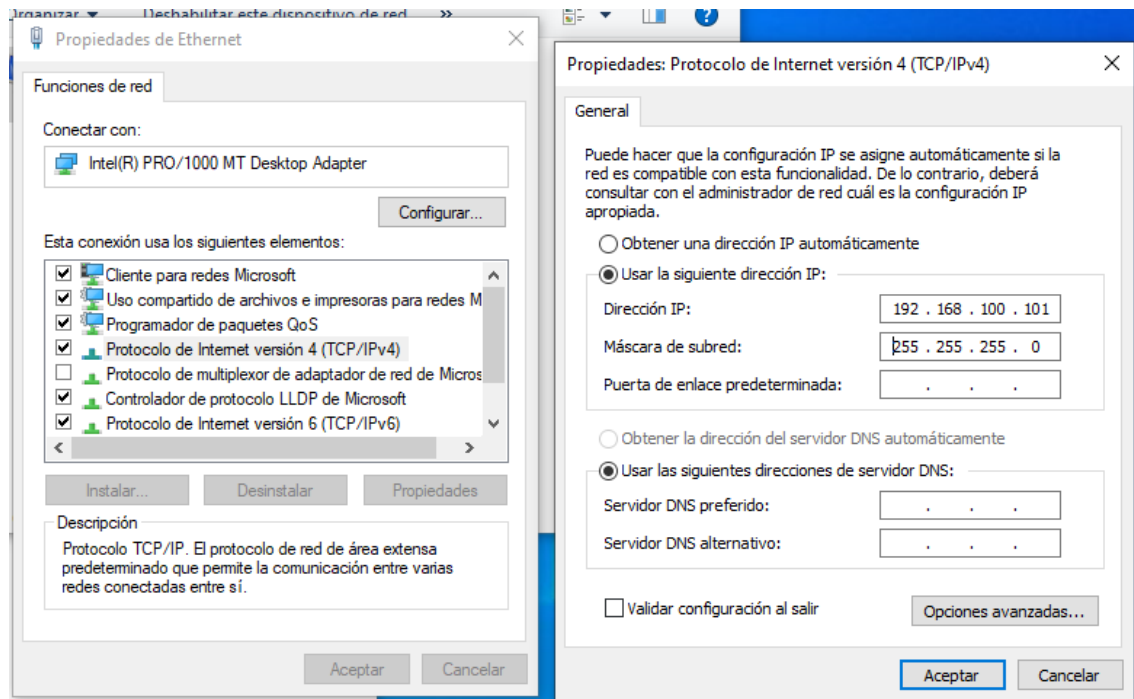 Organizar
Deshabilitar este dispositivo de red
»
?
Propiedades de Ethernet
Funciones de red
Conectar con:
Intel(R) PRO/1000 MT Desktop Adapter
Configurar...
Esta conexión usa los siguientes elementos:
Cliente para redes Microsoft
Uso compartido de archivos e impresoras para redes M
Programador de paquetes QoS
Protocolo de Internet versión 4 (TCP/IPv4)
Protocolo de multiplexor de adaptador de red de Micros
Controlador de protocolo LLDP de Microsoft
Protocolo de Internet versión 6 (TCP/IPv6)
Instalar...
Desinstalar
Propiedades
Descripción
Protocolo TCP/IP. El protocolo de red de área extensa
predeterminado que permite la comunicación entre varias
redes conectadas entre sí.
Aceptar
Cancelar
Propiedades: Protocolo de Internet versión 4 (TCP/IPv4)
General
Puede hacer que la configuración IP se asigne automáticamente si la
red es compatible con esta funcionalidad. De lo contrario, deberá
consultar con el administrador de red cuál es la configuración IP
apropiada.
Obtener una dirección IP automáticamente
Usar la siguiente dirección IP:
Dirección IP: 192 . 168 . 100 . 101
Máscara de subred: 255 . 255 . 255 . 0
Puerta de enlace predeterminada: . . .
Obtener la dirección del servidor DNS automáticamente
Usar las siguientes direcciones de servidor DNS:
Servidor DNS preferido: . . .
Servidor DNS alternativo: . . .
Validar configuración al salir
Opciones avanzadas...
Aceptar
Cancelar